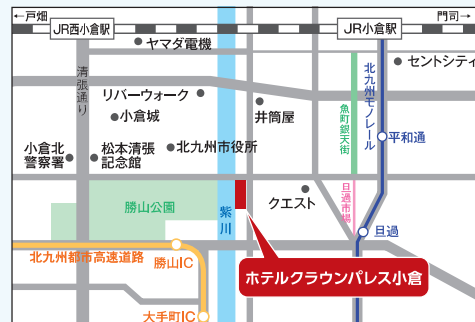 ←戸畑
門司→
JR西小倉駅
JR小倉駅
ヤマダ電機
セントシティ
清張通り
リバーウォーク
紫川
井筒屋
魚町銀天街
北九州モノレール
小倉城
平和通
小倉北
警察署
松本清張
記念館
北九州市役所
勝山公園
紫川
クエスト
旦過市場
旦過
北九州都市高速道路
勝山IC
ホテルクラウンパレス小倉
大手町IC